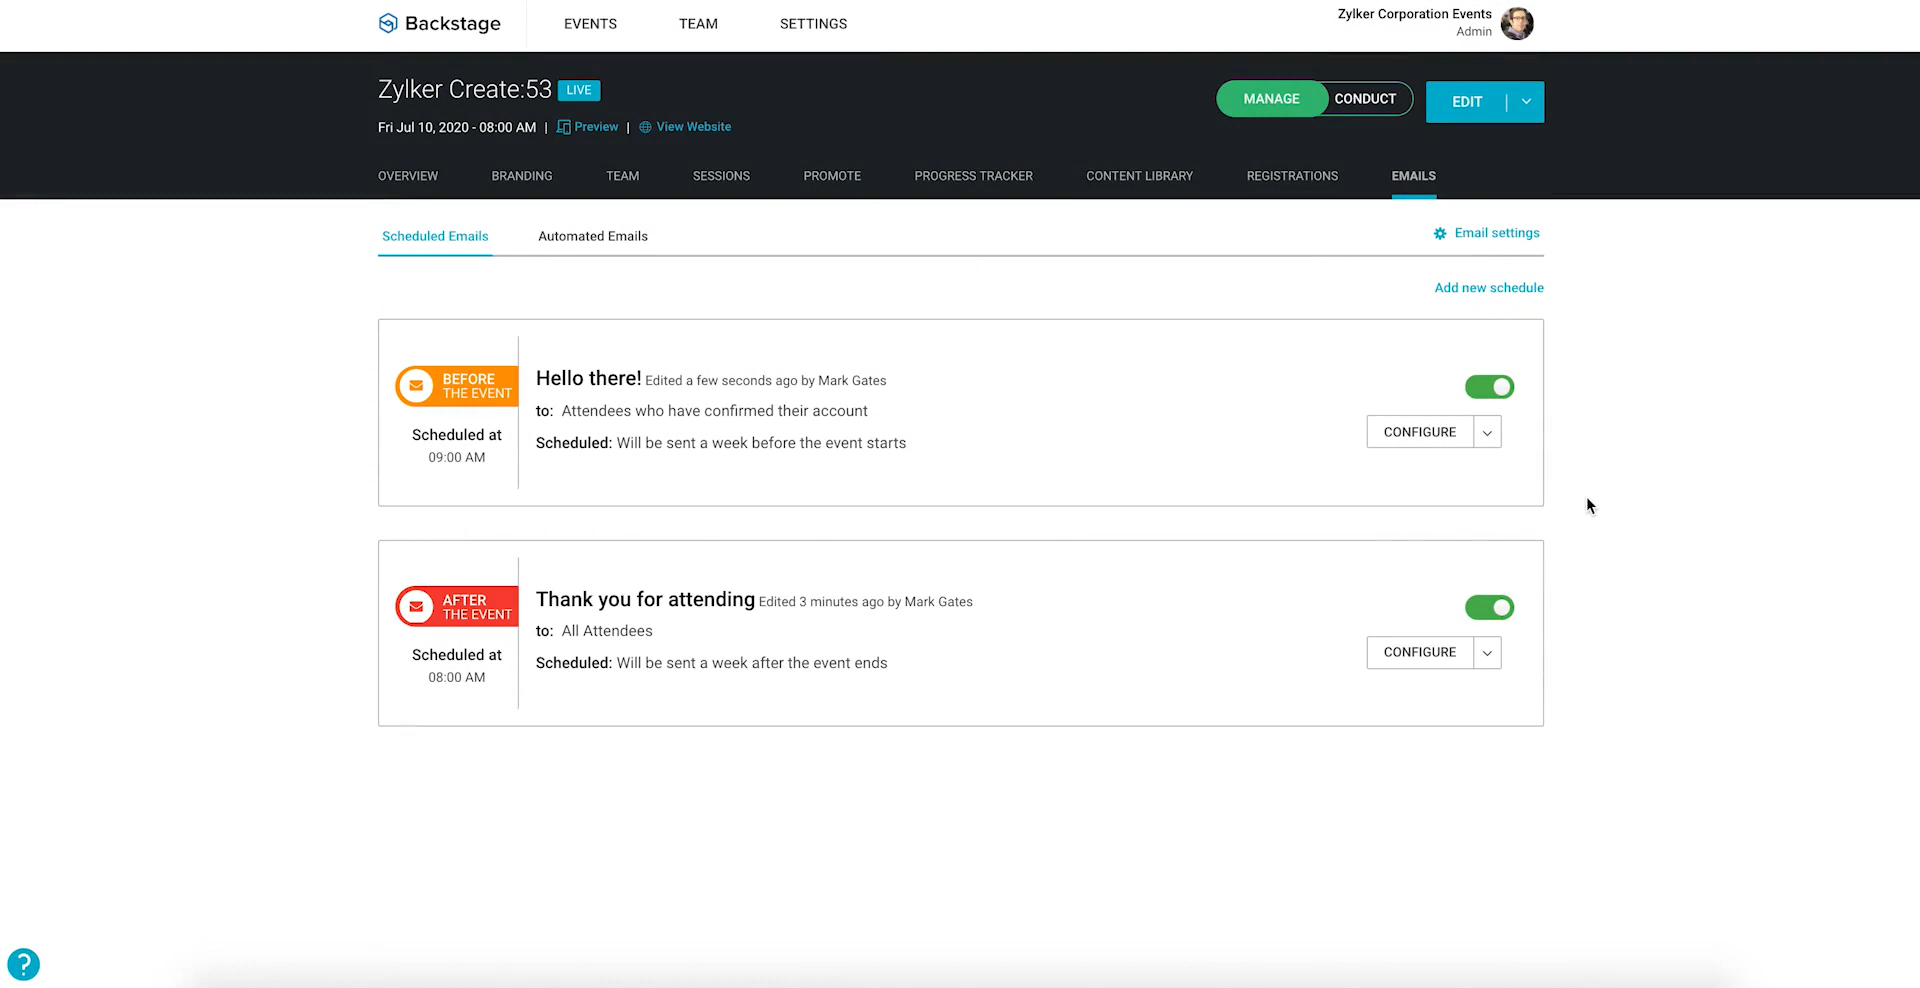 Backstage
EVENTS
TEAM
SETTINGS
Zylker Corporation Events
Admin
Zylker Create:53 LIVE
Fri Jul 10, 2020 - 08:00 AM | Preview | View Website
MANAGE
CONDUCT
EDIT
OVERVIEW
BRANDING
TEAM
SESSIONS
PROMOTE
PROGRESS TRACKER
CONTENT LIBRARY
REGISTRATIONS
EMAILS
Scheduled Emails
Automated Emails
Email settings
Add new schedule
BEFORE
THE EVENT
Scheduled at
09:00 AM
Hello there! Edited a few seconds ago by Mark Gates
to: Attendees who have confirmed their account
Scheduled: Will be sent a week before the event starts
CONFIGURE
AFTER
THE EVENT
Scheduled at
08:00 AM
Thank you for attending Edited 3 minutes ago by Mark Gates
to: All Attendees
Scheduled: Will be sent a week after the event ends
CONFIGURE
?